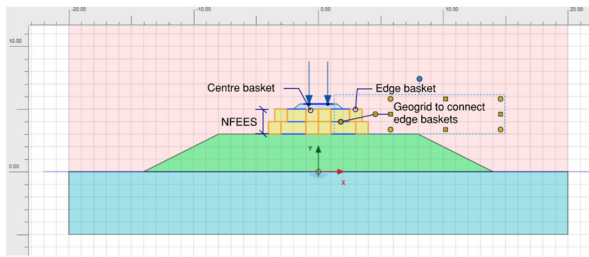 -20.00
-10.00
0.00
10.00
20.00
10.00
Centre basket
Edge basket
NFEES
Geogrid to connect
edge baskets
Y
0.00
X